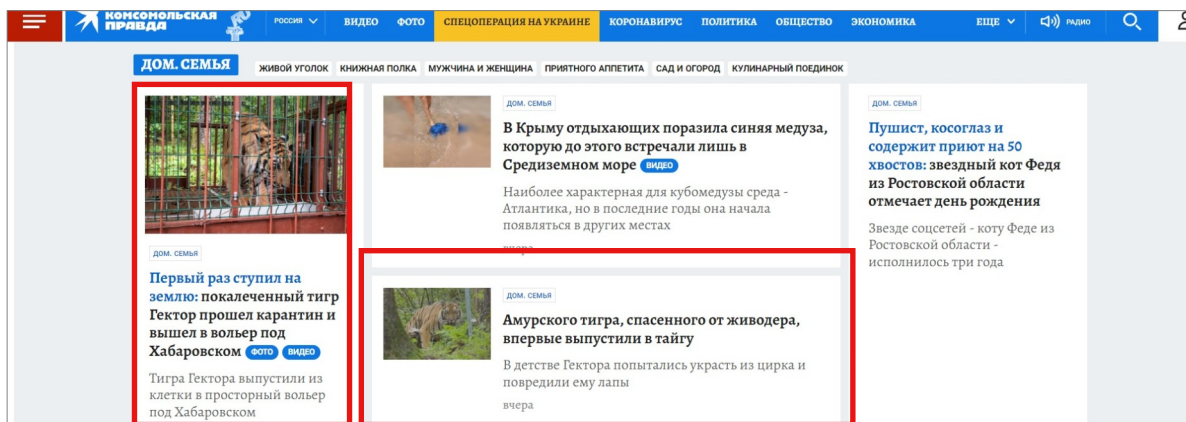 КОМСОМОЛЬСКАЯ
ПРАВДА
RU
РОССИЯ
ВИДЕО
ФОТО
СПЕЦОПЕРАЦИЯ НА УКРАИНЕ
КОРОНАВИРУС
ПОЛИТИКА
ОБЩЕСТВО
ЭКОНОМИКА
ЕЩЕ
РАДИО
ДОМ. СЕМЬЯ
ЖИВОЙ УГОЛОК
КНИЖНАЯ ПОЛКА
МУЖЧИНА И ЖЕНЩИНА
ПРИЯТНОГО АППЕТИТА
САД И ОГОРОД
КУЛИНАРНЫЙ ПОЕДИНОК
ДОМ. СЕМЬЯ
Первый раз ступил на
землю: покалеченный тигр
Гектор прошел карантин и
вышел в вольер под
Хабаровском ФОТО ВИДЕО
Тигра Гектора выпустили из
клетки в просторный вольер
под Хабаровском
ДОМ. СЕМЬЯ
В Крыму отдыхающих поразила синяя медуза,
которую до этого встречали лишь в
Средиземном море ВИДЕО
Наиболее характерная для кубомедузы среда -
Атлантика, но в последние годы она начала
появляться в других местах
вчера
ДОМ. СЕМЬЯ
Амурского тигра, спасенного от живодера,
впервые выпустили в тайгу
В детстве Гектора попытались украсть из цирка и
повредили ему лапы
вчера
ДОМ. СЕМЬЯ
Пушист, косоглаз и
содержит приют на 50
хвостов: звездный кот Федя
из Ростовской области
отмечает день рождения
Звезде соцсетей - коту Феде из
Ростовской области -
исполнилось три года